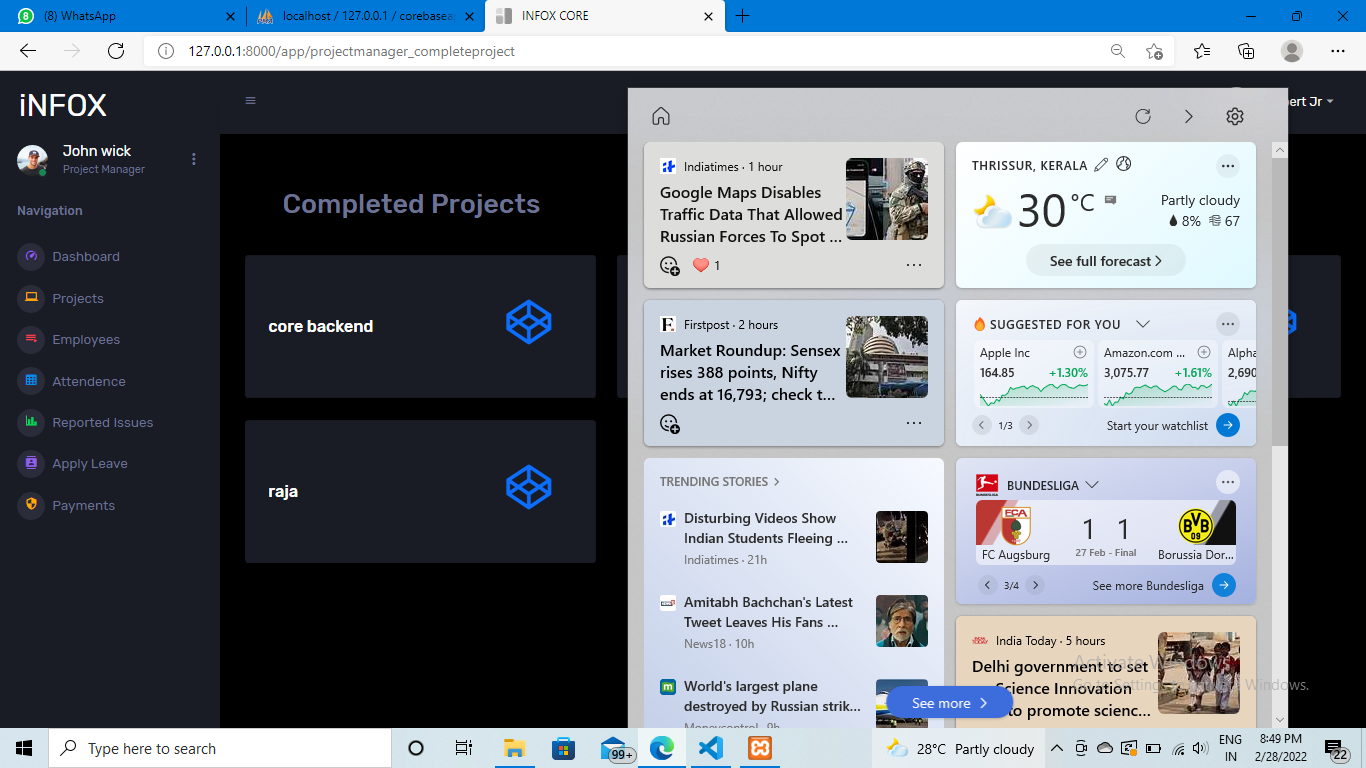 (8) WhatsApp
localhost / 127.0.0.1 / corebasea
INFOX CORE
127.0.0.1:8000/app/projectmanager_completeproject
iNFOX
John wick
Project Manager
Navigation
Dashboard
Projects
Employees
Attendence
Reported Issues
Apply Leave
Payments
Jr
Completed Projects
core backend
raja
Indiatimes · 1 hour
Google Maps Disables
Traffic Data That Allowed
Russian Forces To Spot ...
1
THRISSUR, KERALA
30 °C
Partly cloudy
8% 67
See full forecast
Firstpost · 2 hours
Market Roundup: Sensex
rises 388 points, Nifty
ends at 16,793; check t...
SUGGESTED FOR YOU
Apple Inc
164.85 +1.30%
Amazon.com ...
3,075.77 +1.61%
Alpha
2,690
1/3
Start your watchlist
TRENDING STORIES
Disturbing Videos Show
Indian Students Fleeing ...
Indiatimes · 21h
Amitabh Bachchan's Latest
Tweet Leaves His Fans ...
News18 · 10h
World's largest plane
destroyed by Russian strik...
Moneycontrol · 9h
See more
BUNDESLIGA
BUNDESLIGA
FCA
BVB
09
1 1
27 Feb - Final
FC Augsburg
Borussia Dor...
3/4
See more Bundesliga
India Today · 5 hours
Delhi government to set
Science Innovation
to promote scienc...
Activate Windows
Go to Settings to activate Windows.
Type here to search
99+
28°C Partly cloudy
ENG
IN
8:49 PM
2/28/2022
22